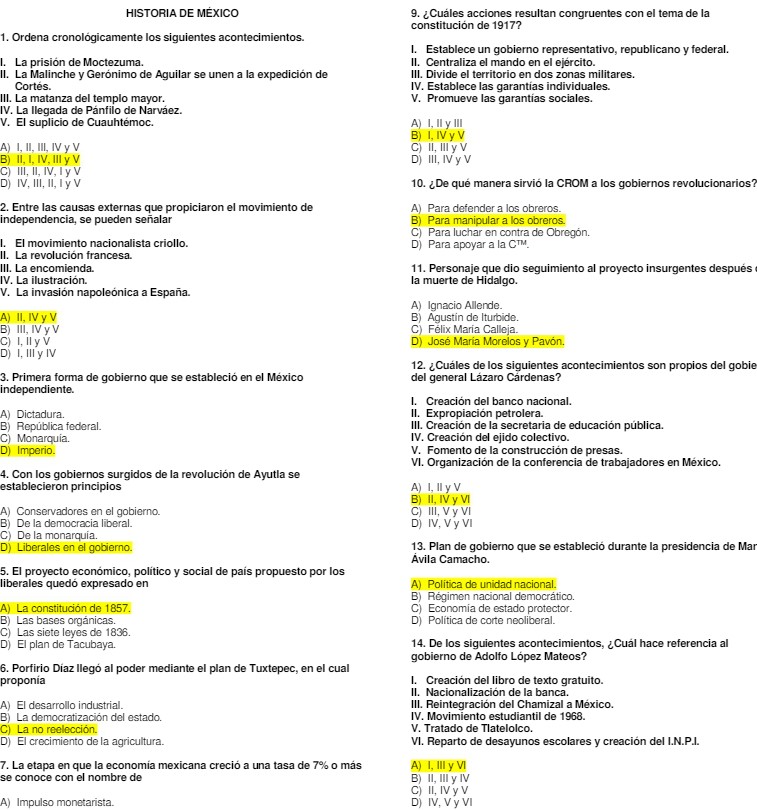 HISTORIA DE MÉXICO
1. Ordena cronológicamente los siguientes acontecimientos.
I. La prisión de Moctezuma.
II. La Malinche y Gerónimo de Aguilar se unen a la expedición de
Cortés.
III. La matanza del templo mayor.
IV. La llegada de Pánfilo de Narváez.
V. El suplicio de Cuauhtémoc.
A) I, II, III, IV y V
B) II, I, IV, III y V
C) III, II, IV, I y V
D) IV, III, II, I y V
2. Entre las causas externas que propiciaron el movimiento de
independencia, se pueden señalar
I. El movimiento nacionalista criollo.
II. La revolución francesa.
III. La encomienda.
IV. La ilustración.
V. La invasión napoleónica a España.
A) II, IV y V
B) III, IV y V
C) I, II y V
D) I, III y IV
3. Primera forma de gobierno que se estableció en el México
independiente.
A) Dictadura.
B) República federal.
C) Monarquía.
D) Imperio.
4. Con los gobiernos surgidos de la revolución de Ayutla se
establecieron principios
A) Conservadores en el gobierno.
B) De la democracia liberal.
C) De la monarquía.
D) Liberales en el gobierno.
5. El proyecto económico, político y social de país propuesto por los
liberales quedó expresado en
A) La constitución de 1857.
B) Las bases orgánicas.
C) Las siete leyes de 1836.
D) El plan de Tacubaya.
6. Porfirio Díaz llegó al poder mediante el plan de Tuxtepec, en el cual
proponía
A) El desarrollo industrial.
B) La democratización del estado.
C) La no reelección.
D) El crecimiento de la agricultura.
7. La etapa en que la economía mexicana creció a una tasa de 7% o más
se conoce con el nombre de
A) Impulso monetarista.
9. ¿Cuáles acciones resultan congruentes con el tema de la
constitución de 1917?
I. Establece un gobierno representativo, republicano y federal.
II. Centraliza el mando en el ejército.
III. Divide el territorio en dos zonas militares.
IV. Establece las garantías individuales.
V. Promueve las garantías sociales.
A) I, II y III
B) I, IV y V
C) II, III y V
D) III, IV y V
10. ¿De qué manera sirvió la CROM a los gobiernos revolucionarios?
A) Para defender a los obreros.
B) Para manipular a los obreros.
C) Para luchar en contra de Obregón.
D) Para apoyar a la C™.
11. Personaje que dio seguimiento al proyecto insurgentes después
la muerte de Hidalgo.
A) Ignacio Allende.
B) Agustín de Iturbide.
C) Félix María Calleja.
D) José María Morelos y Pavón.
12. ¿Cuáles de los siguientes acontecimientos son propios del gobie
del general Lázaro Cárdenas?
I. Creación del banco nacional.
II. Expropiación petrolera.
III. Creación de la secretaria de educación pública.
IV. Creación del ejido colectivo.
V. Fomento de la construcción de presas.
VI. Organización de la conferencia de trabajadores en México.
A) I, II y V
B) II, IV y VI
C) III, V y VI
D) IV, V y VI
13. Plan de gobierno que se estableció durante la presidencia de Mar
Ávila Camacho.
A) Política de unidad nacional.
B) Régimen nacional democrático.
C) Economía de estado protector.
D) Política de corte neoliberal.
14. De los siguientes acontecimientos, ¿Cuál hace referencia al
gobierno de Adolfo López Mateos?
I. Creación del libro de texto gratuito.
II. Nacionalización de la banca.
III. Reintegración del Chamizal a México.
IV. Movimiento estudiantil de 1968.
V. Tratado de Tlatelolco.
VI. Reparto de desayunos escolares y creación del I.N.P.I.
A) I, III y VI
B) II, III y IV
C) II, IV y V
D) IV, V y VI